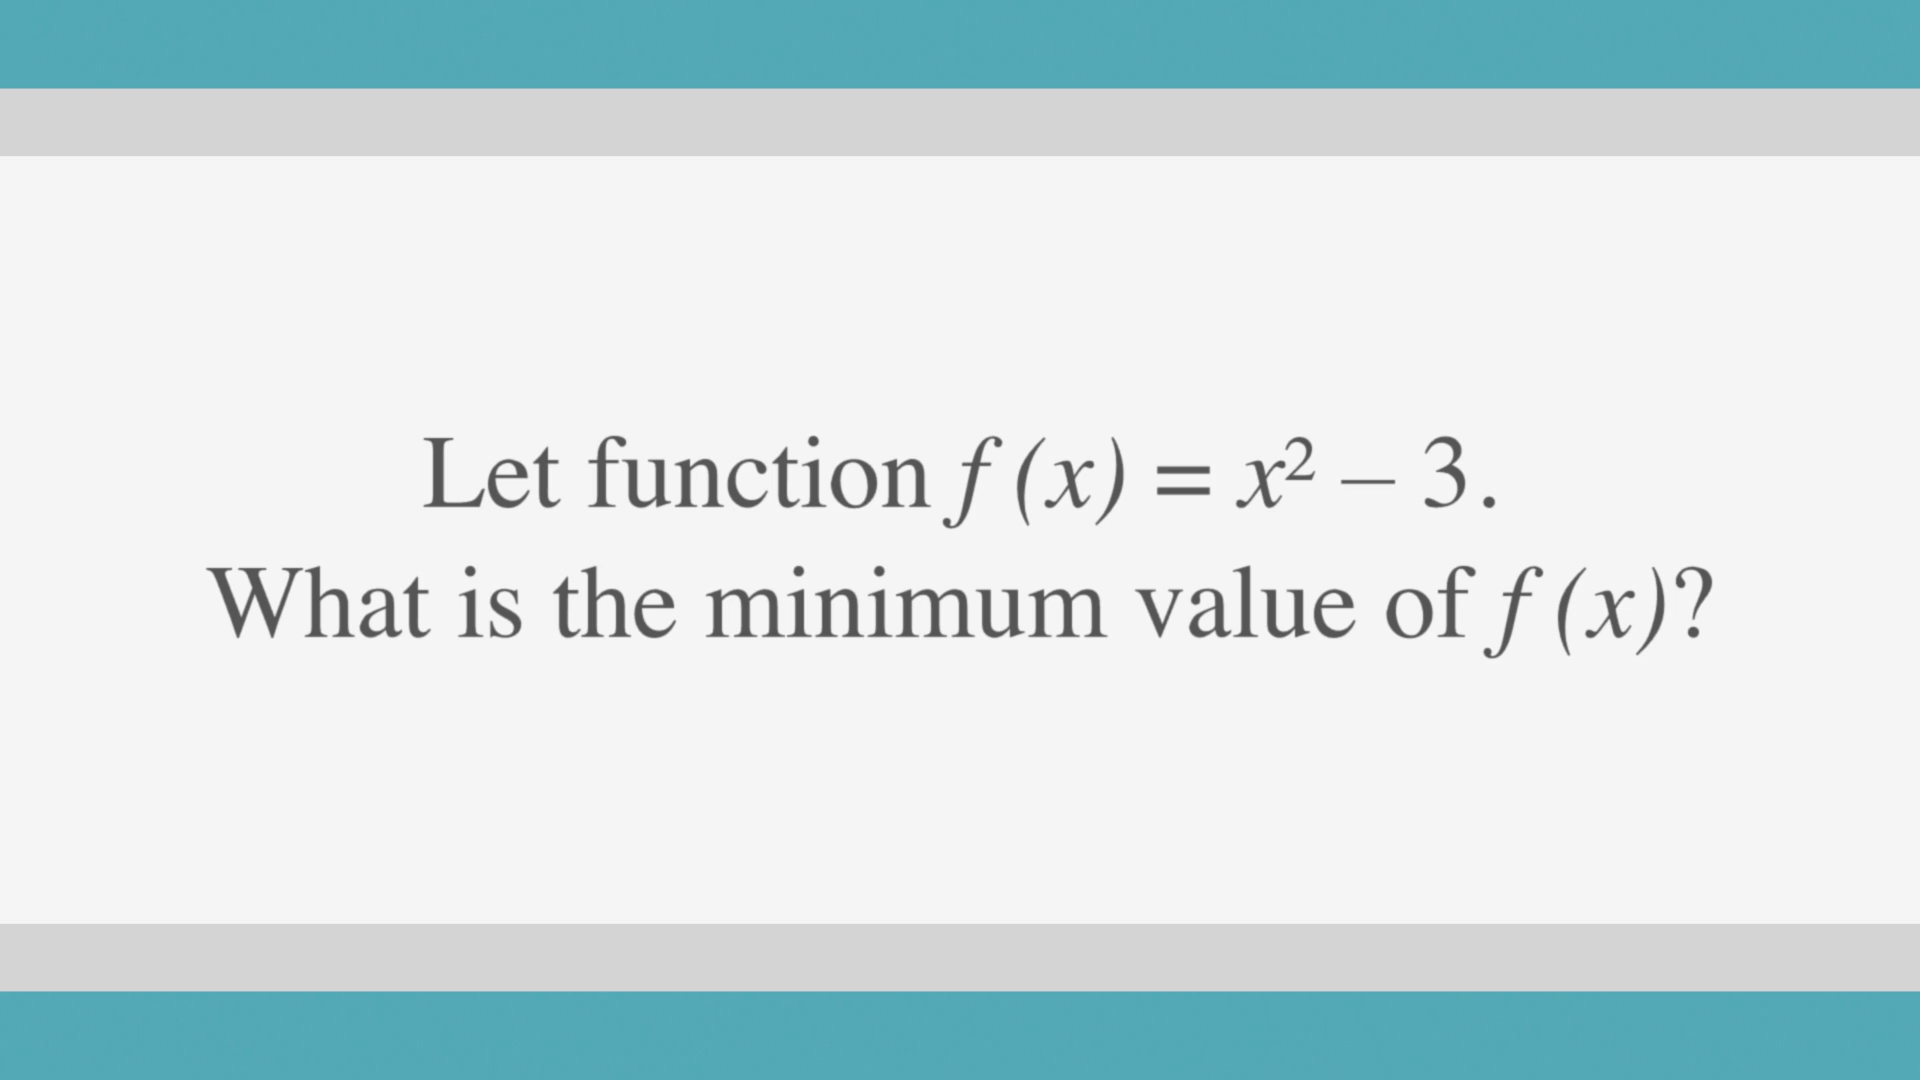 Let function f (x) = x² – 3.
What is the minimum value of f (x)?